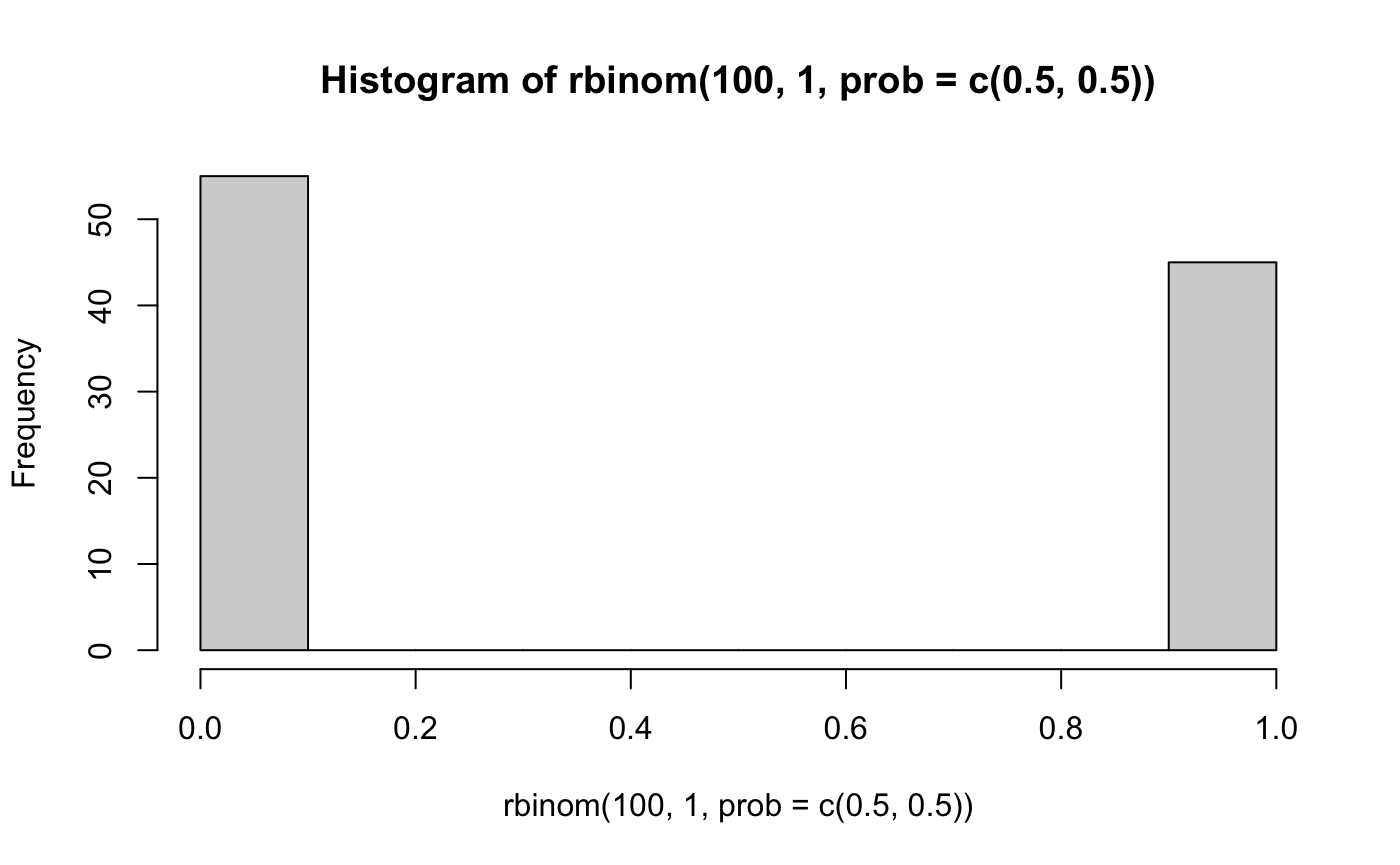 Histogram of rbinom(100, 1, prob = c(0.5, 0.5))
Frequency
50
40
30
20
10
0
0.0 0.2 0.4 0.6 0.8 1.0
rbinom(100, 1, prob = c(0.5, 0.5))